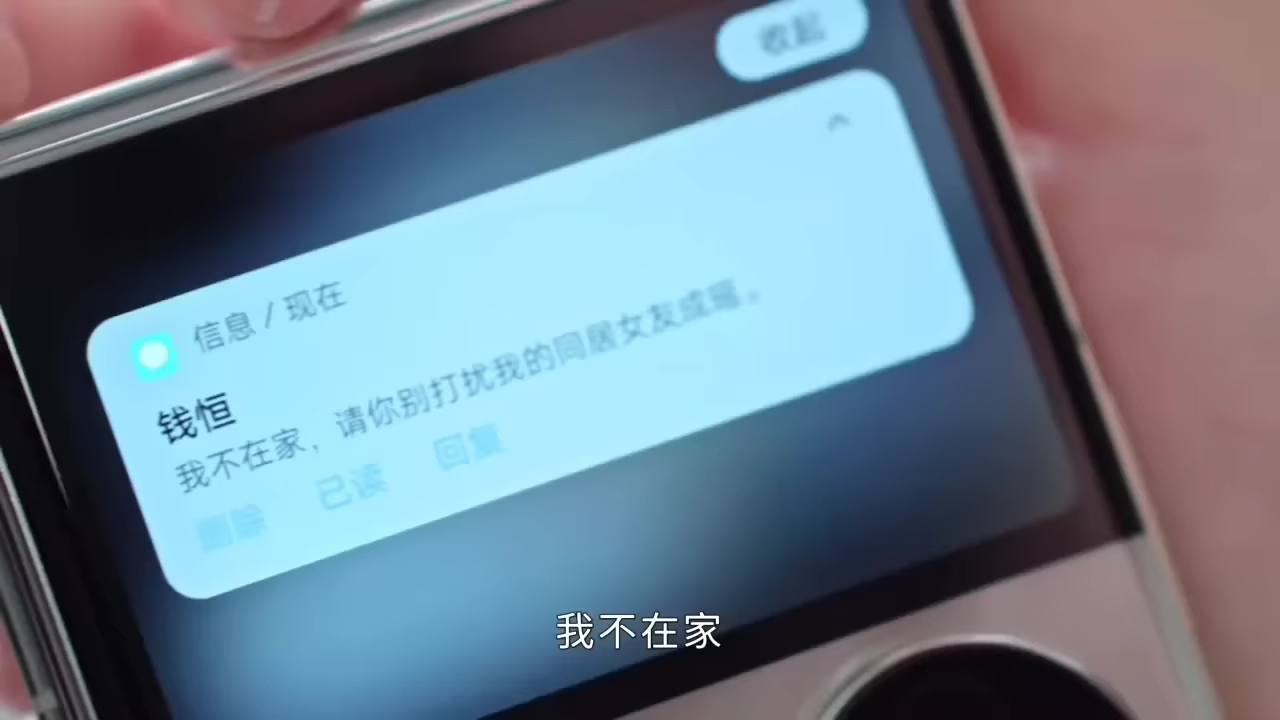 收起
信息 / 现在
钱恒
我不在家，请你别打扰我的同居女友成瑶。
删除 已读 回复
我不在家